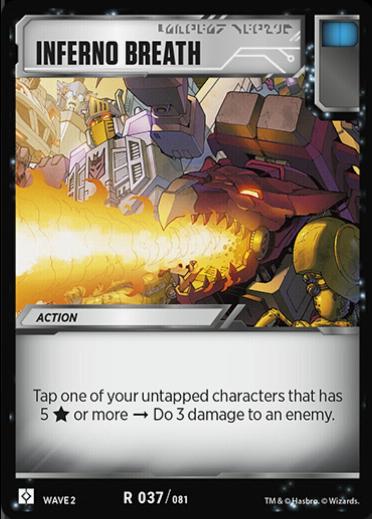 INFERNO BREATH
ACTION
Tap one of your untapped characters that has
5 ★ or more → Do 3 damage to an enemy.
WAVE 2 R 037/081 TM & © Hasbro. © Wizards.